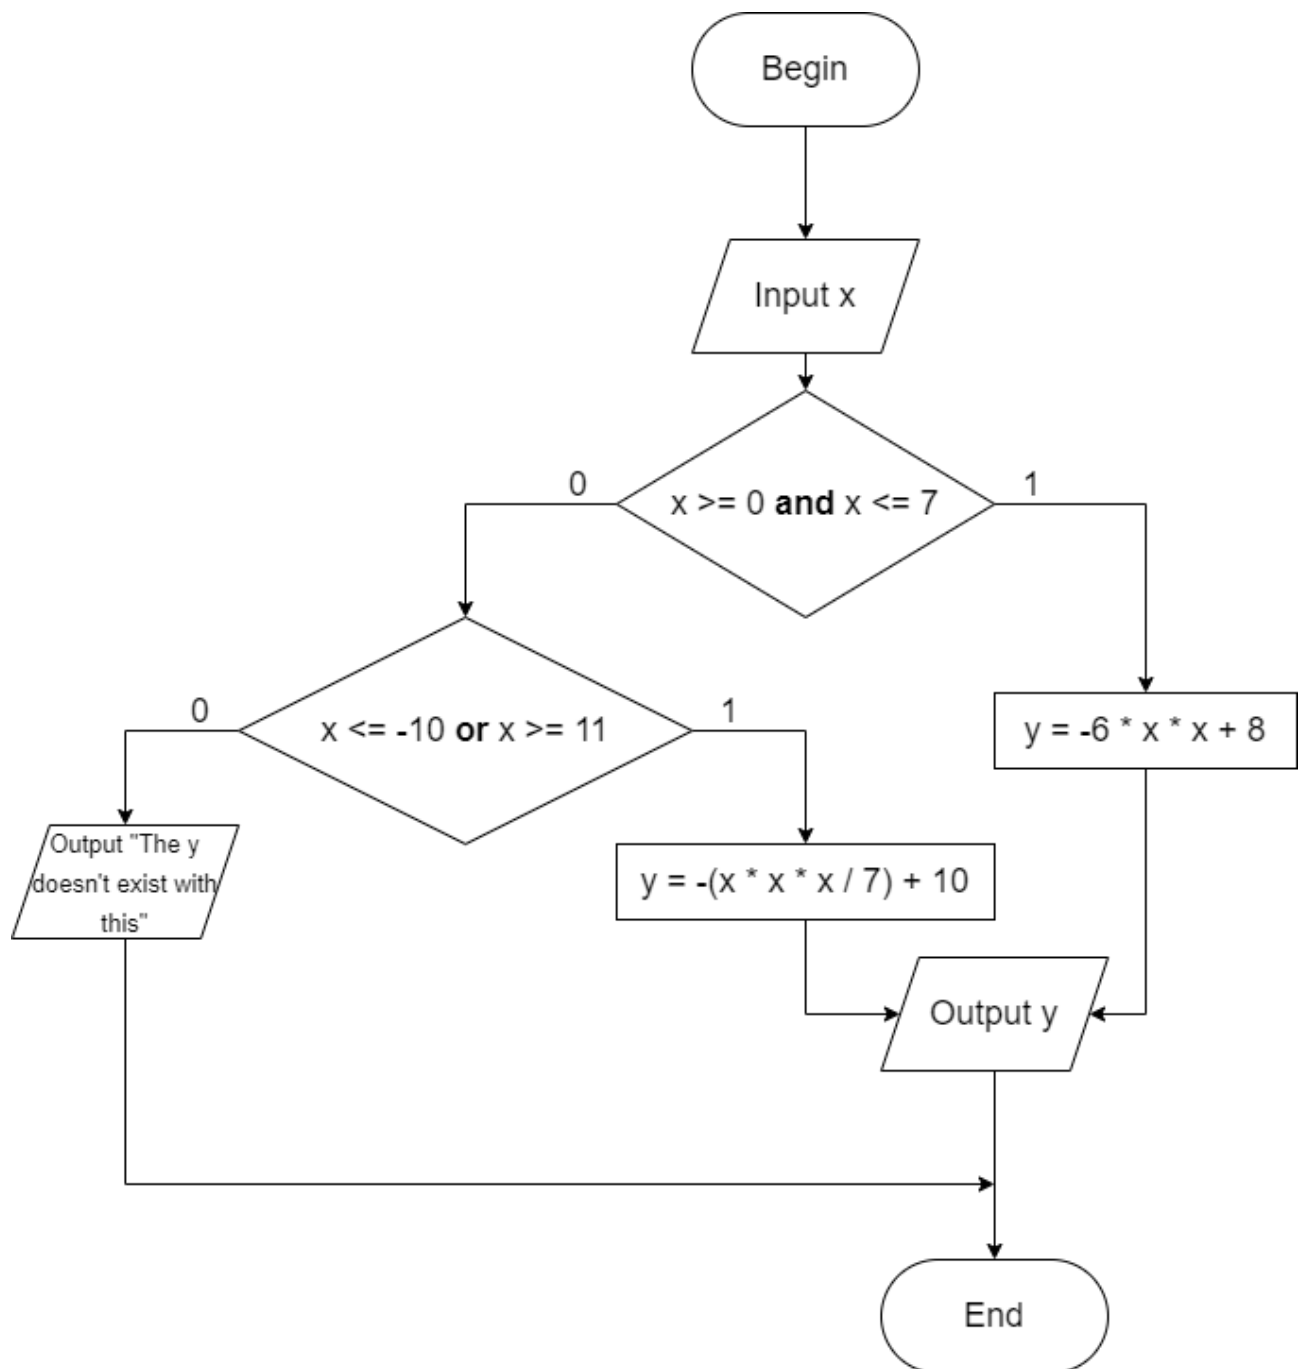 Begin
Input x
0
x >= 0 and x <= 7
1
0
x <= -10 or x >= 11
1
y = -6 * x * x + 8
Output "The y
doesn't exist with
this"
y = -(x * x * x / 7) + 10
Output y
End